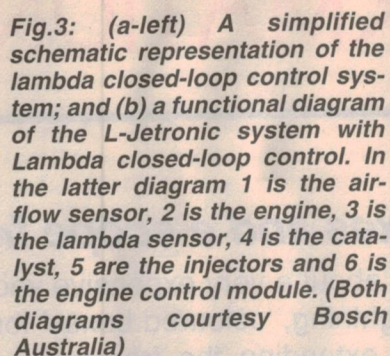 Fig.3: (a-left) A simplified
schematic representation of the
lambda closed-loop control sys-
tem; and (b) a functional diagram
of the L-Jetronic system with
Lambda closed-loop control. In
the latter diagram 1 is the air-
flow sensor, 2 is the engine, 3 is
the lambda sensor, 4 is the cata-
lyst, 5 are the injectors and 6 is
the engine control module. (Both
diagrams courtesy Bosch
Australia)